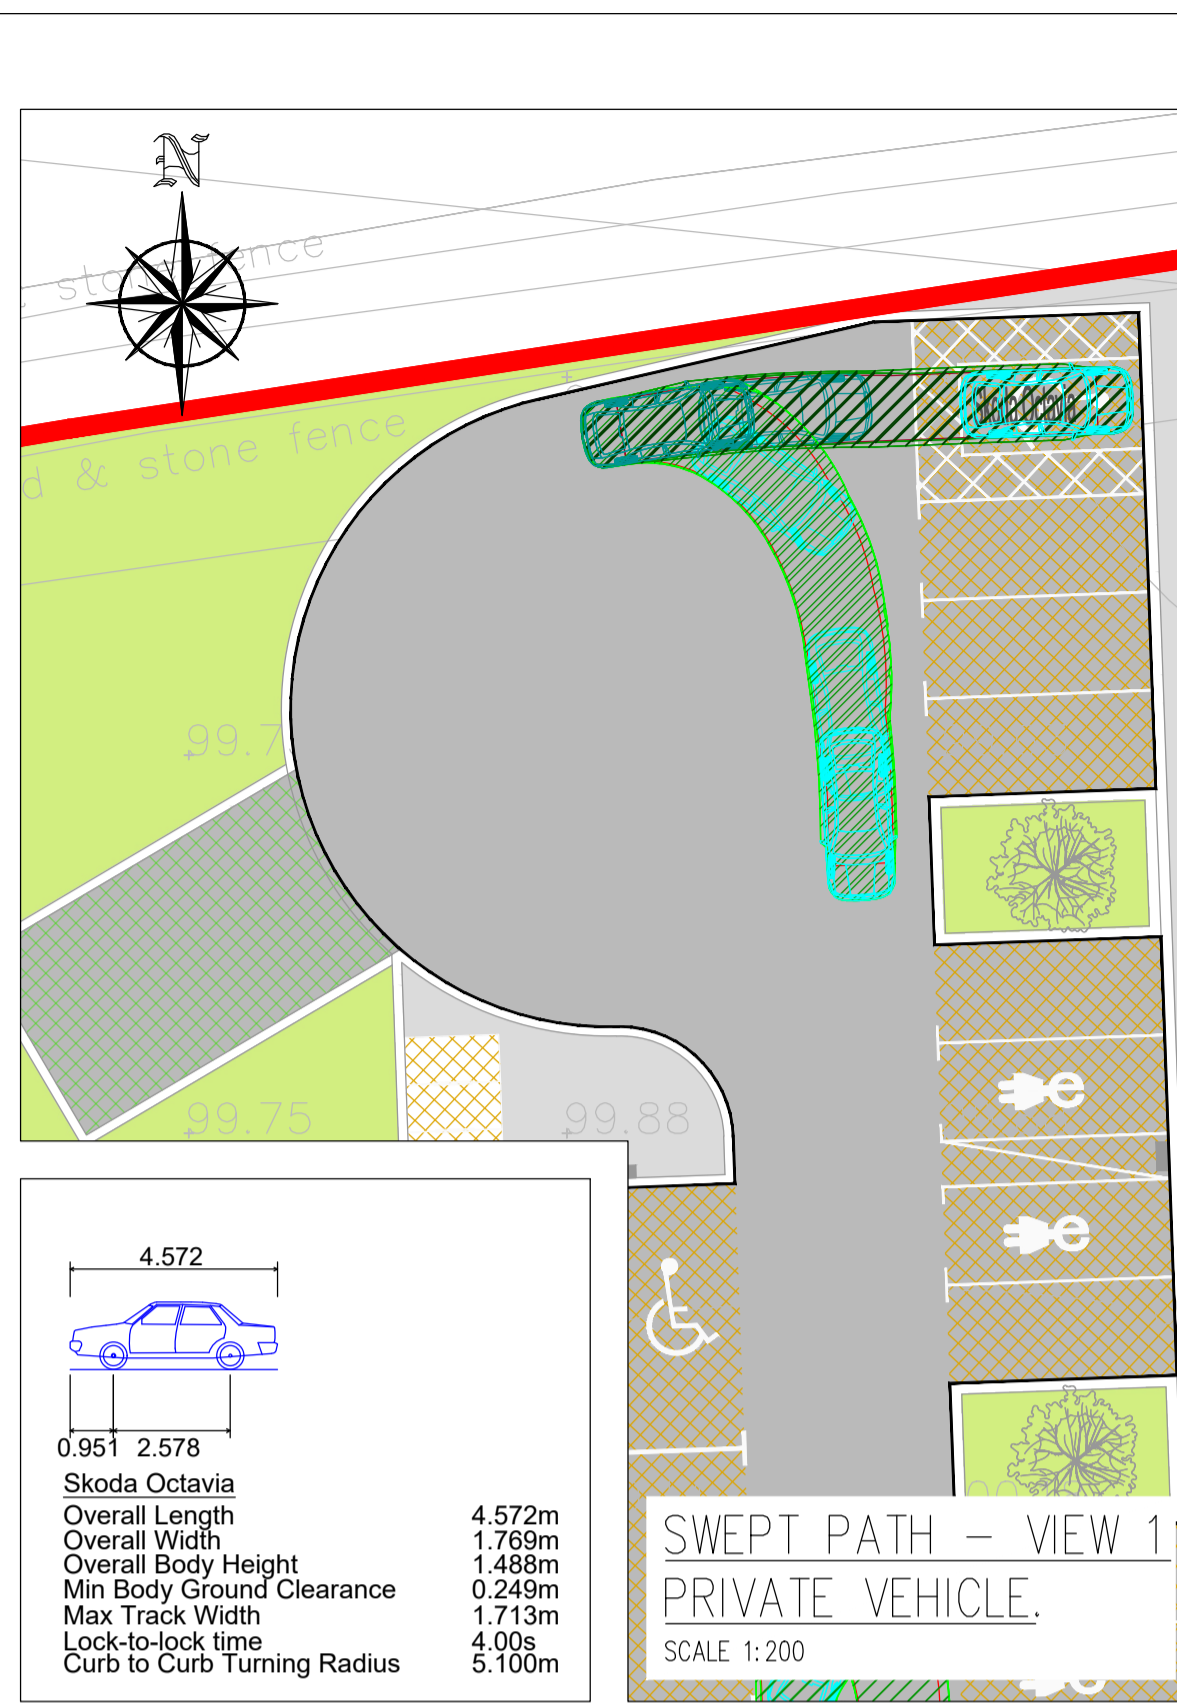 N
stone fence
d & stone fence
Skoda Octavia
99.7
99.75
99.88
e
e
4.572
0.951 2.578
Skoda Octavia
Overall Length 4.572m
Overall Width 1.769m
Overall Body Height 1.488m
Min Body Ground Clearance 0.249m
Max Track Width 1.713m
Lock-to-lock time 4.00s
Curb to Curb Turning Radius 5.100m
SWEPT PATH – VIEW 1
PRIVATE VEHICLE.
SCALE 1:200